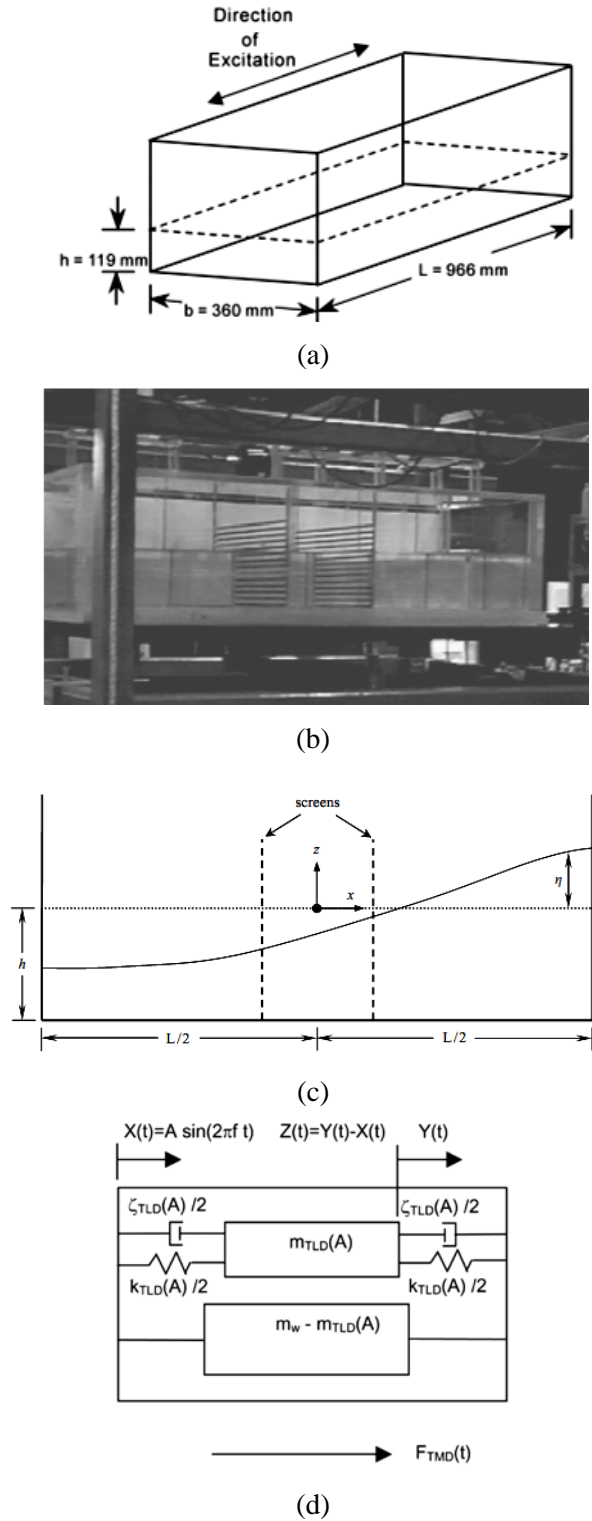 Direction
of
Excitation
h = 119 mm
b = 360 mm
L = 966 mm
(a)
(b)
screens
z
x
η
h
L/2
L/2
(c)
X(t)=A sin(2πf t) Z(t)=Y(t)-X(t) Y(t)
ζTLD(A) /2 ζTLD(A) /2
mTLD(A)
kTLD(A)/2 kTLD(A)/2
mw - mTLD(A)
FTMD(t)
(d)